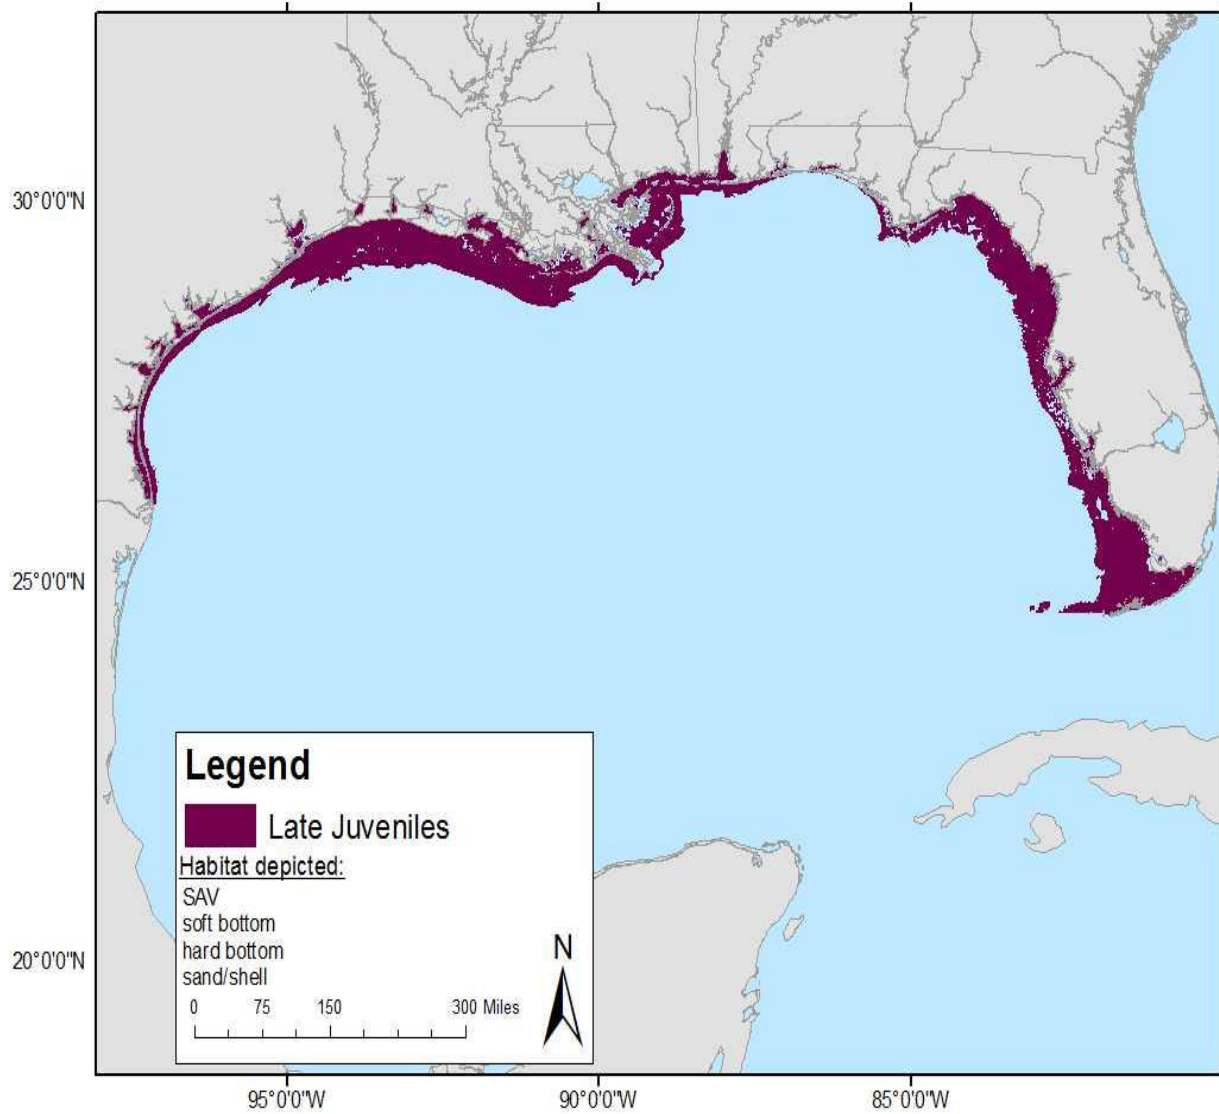 30°0'0"N
25°0'0"N
20°0'0"N
Legend
Late Juveniles
Habitat depicted:
SAV
soft bottom
hard bottom
sand/shell
0 75 150 300 Miles
N
95°0'0"W 90°0'0"W 85°0'0"W